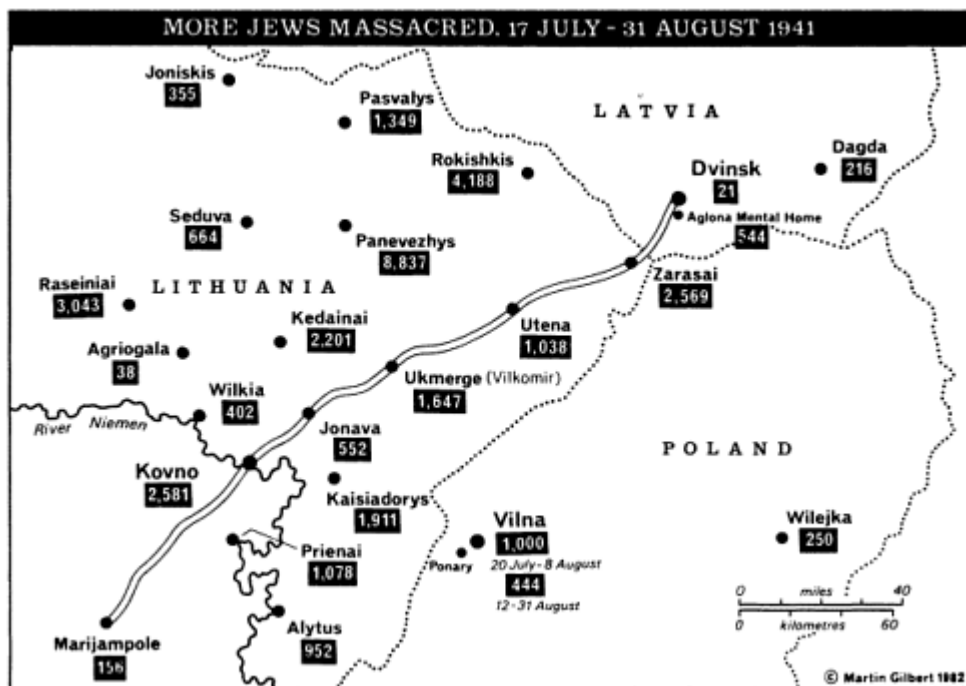 MORE JEWS MASSACRED. 17 JULY - 31 AUGUST 1941
Joniskis
355
Pasvalys
1,349
LATVIA
Rokishkis
4,188
Dagda
216
Dvinsk
21
Aglona Mental Home
544
Seduva
664
Panevezhys
8,837
Zarasai
2,569
Raseiniai
3,043
LITHUANIA
Kedainai
2,201
Utena
1,038
Agriogala
38
Ukmerge (Vilkomir)
1,647
Wilkia
402
River Niemen
Jonava
552
POLAND
Kovno
2,581
Kaisiadorys
1,911
Vilna
1,000
20 July - 8 August
444
12-31 August
Ponary
Wilejka
250
Prienai
1,078
0 miles 40
0 kilometres 60
Marijampole
156
Alytus
952
© Martin Gilbert 1982